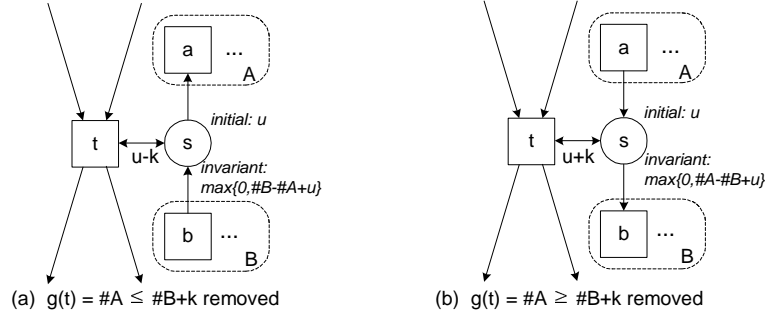 a ...
A
initial: u
t
s
u-k
invariant:
max{0,#B-#A+u}
b ...
B
(a) g(t) = #A ≤ #B+k removed
a ...
A
initial: u
t
s
u+k
invariant:
max{0,#A-#B+u}
b ...
B
(b) g(t) = #A ≥ #B+k removed